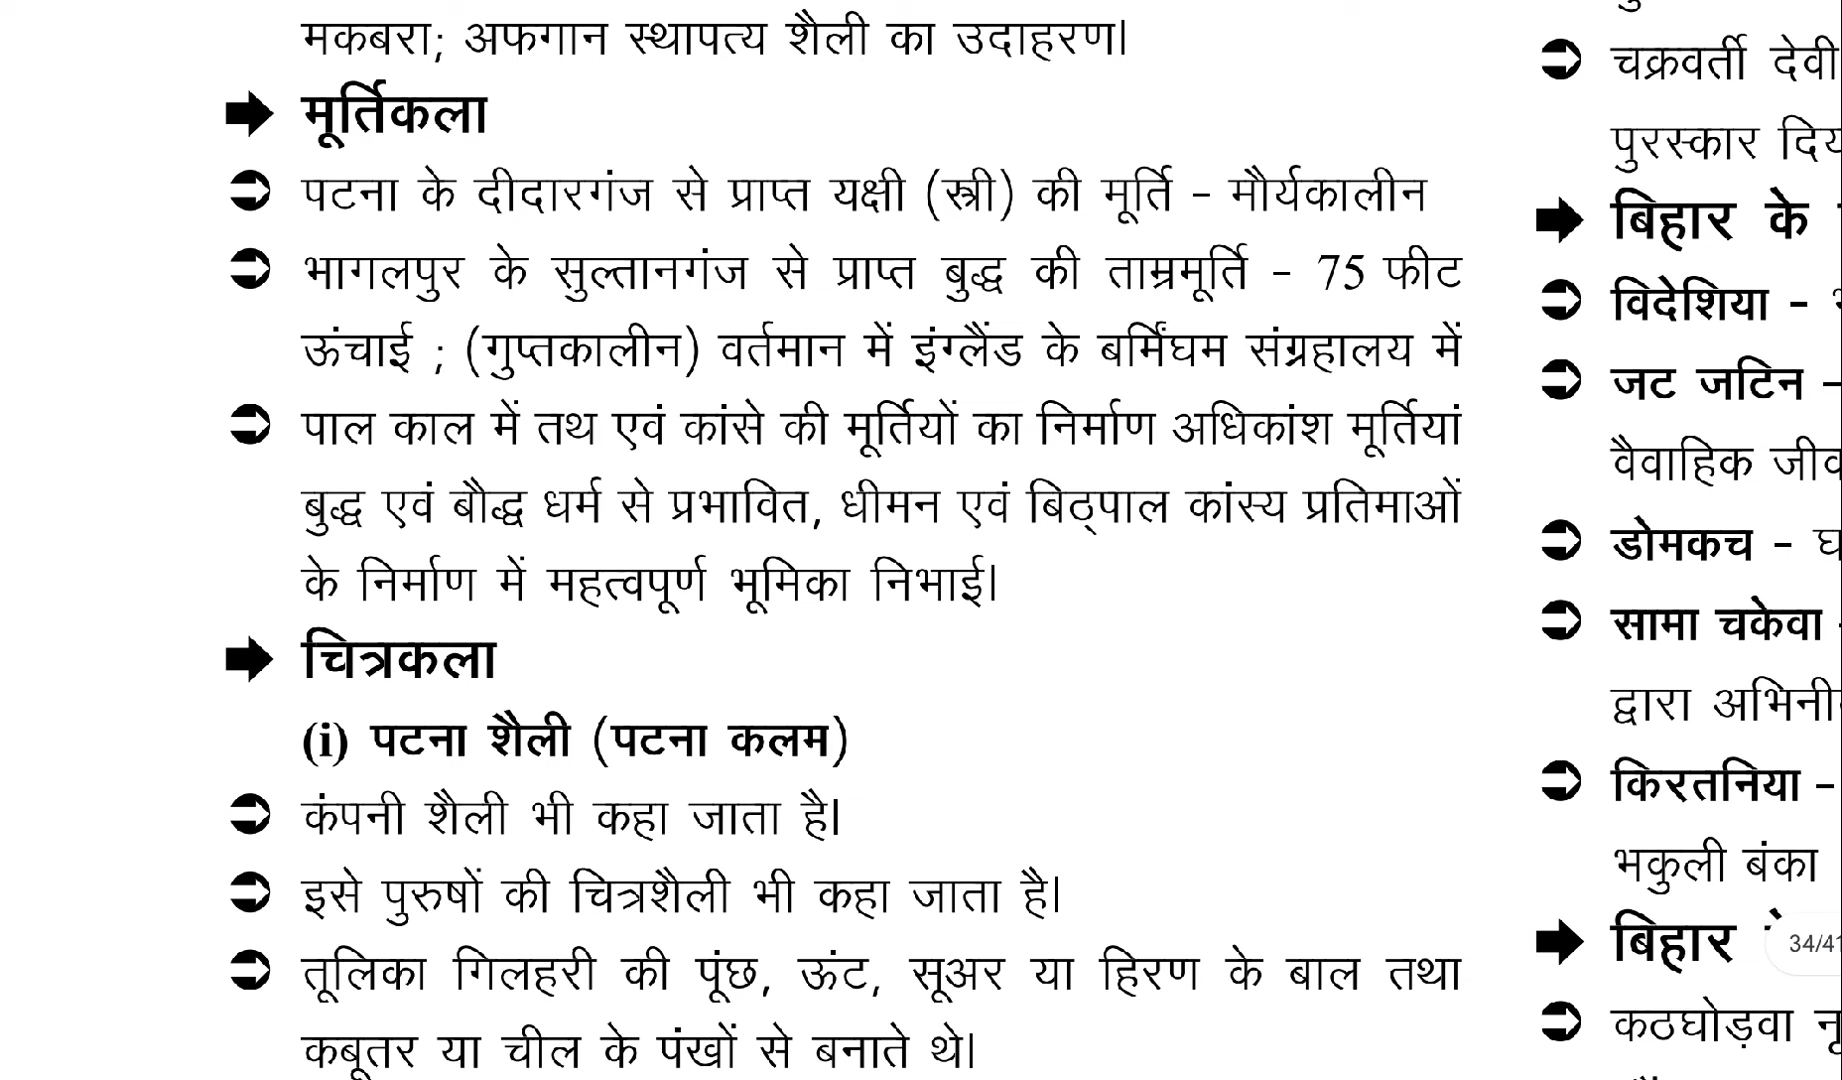 मकबरा; अफगान स्थापत्य शैली का उदाहरण।
मूर्तिकला
पटना के दीदारगंज से प्राप्त यक्षी (स्त्री) की मूर्ति - मौर्यकालीन
भागलपुर के सुल्तानगंज से प्राप्त बुद्ध की ताम्रमूर्ति - 75 फीट
ऊंचाई ; (गुप्तकालीन) वर्तमान में इंग्लैंड के बर्मिंघम संग्रहालय में
पाल काल में तथ एवं कांसे की मूर्तियों का निर्माण अधिकांश मूर्तियां
बुद्ध एवं बौद्ध धर्म से प्रभावित, धीमन एवं बिठ्पाल कांस्य प्रतिमाओं
के निर्माण में महत्वपूर्ण भूमिका निभाई।
चित्रकला
(i) पटना शैली (पटना कलम)
कंपनी शैली भी कहा जाता है।
इसे पुरुषों की चित्रशैली भी कहा जाता है।
तूलिका गिलहरी की पूंछ, ऊंट, सूअर या हिरण के बाल तथा
कबूतर या चील के पंखों से बनाते थे।
चक्रवर्ती देवी
पुरस्कार
बिहार के
विदेशिया -
जट जटिन -
वैवाहिक
डोमकच -
सामा चकेवा
द्वारा
किरतनिया -
भकुली बंका
बिहार
34/41
कठघोड़वा